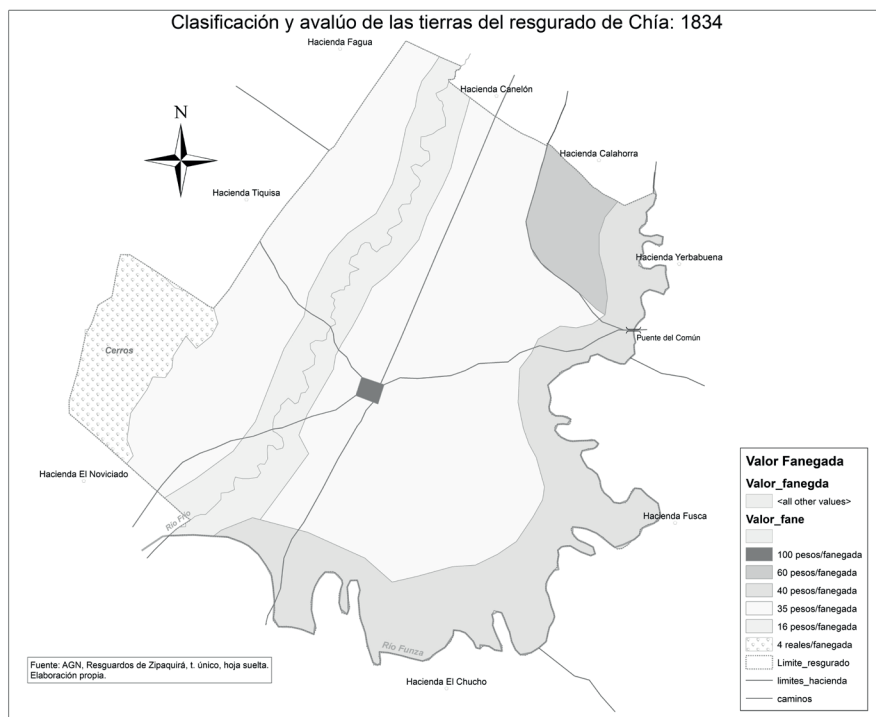 Clasificación y avalúo de las tierras del resgurado de Chía: 1834
Hacienda Fagua
Hacienda Canelón
N
Hacienda Calahorra
Hacienda Tiquisa
Hacienda Yerbabuena
Puente del Común
Cerros
Hacienda El Noviciado
Río Frío
Hacienda Fusca
Río Funza
Hacienda El Chucho
Fuente: AGN, Resguardos de Zipaquirá, t. único, hoja suelta.
Elaboración propia.
Valor Fanegada
Valor_fanegda
<all other values>
Valor_fane
100 pesos/fanegada
60 pesos/fanegada
40 pesos/fanegada
35 pesos/fanegada
16 pesos/fanegada
4 reales/fanegada
Limite_resgurado
limites_hacienda
caminos